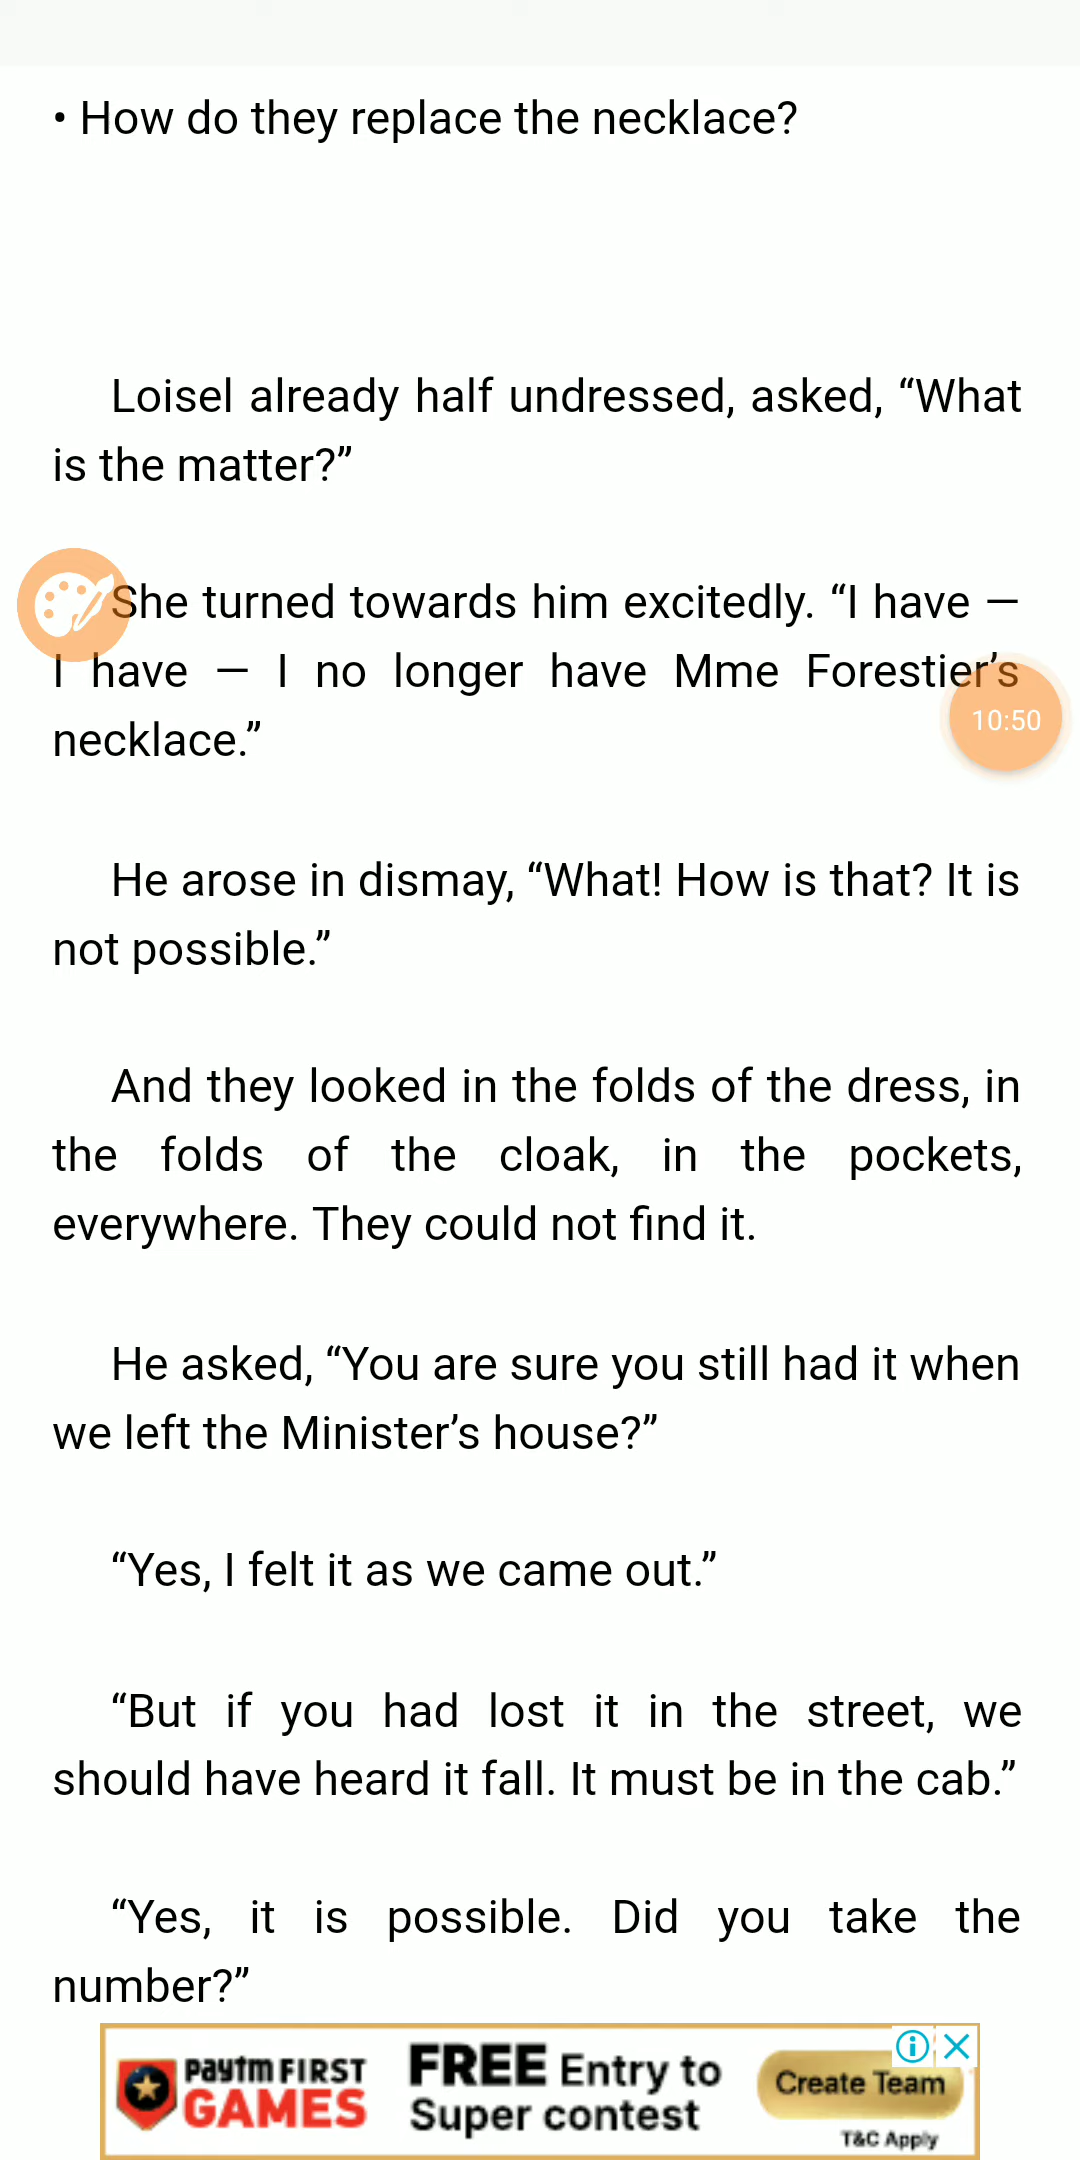 • How do they replace the necklace?
Loisel already half undressed, asked, “What
is the matter?”
She turned towards him excitedly. “I have —
I have — I no longer have Mme Forestier’s
necklace.”
10:50
He arose in dismay, “What! How is that? It is
not possible.”
And they looked in the folds of the dress, in
the folds of the cloak, in the pockets,
everywhere. They could not find it.
He asked, “You are sure you still had it when
we left the Minister’s house?”
“Yes, I felt it as we came out.”
“But if you had lost it in the street, we
should have heard it fall. It must be in the cab.”
“Yes, it is possible. Did you take the
number?”
paytm FIRST
GAMES
FREE Entry to
Super contest
Create Team
T&C Apply